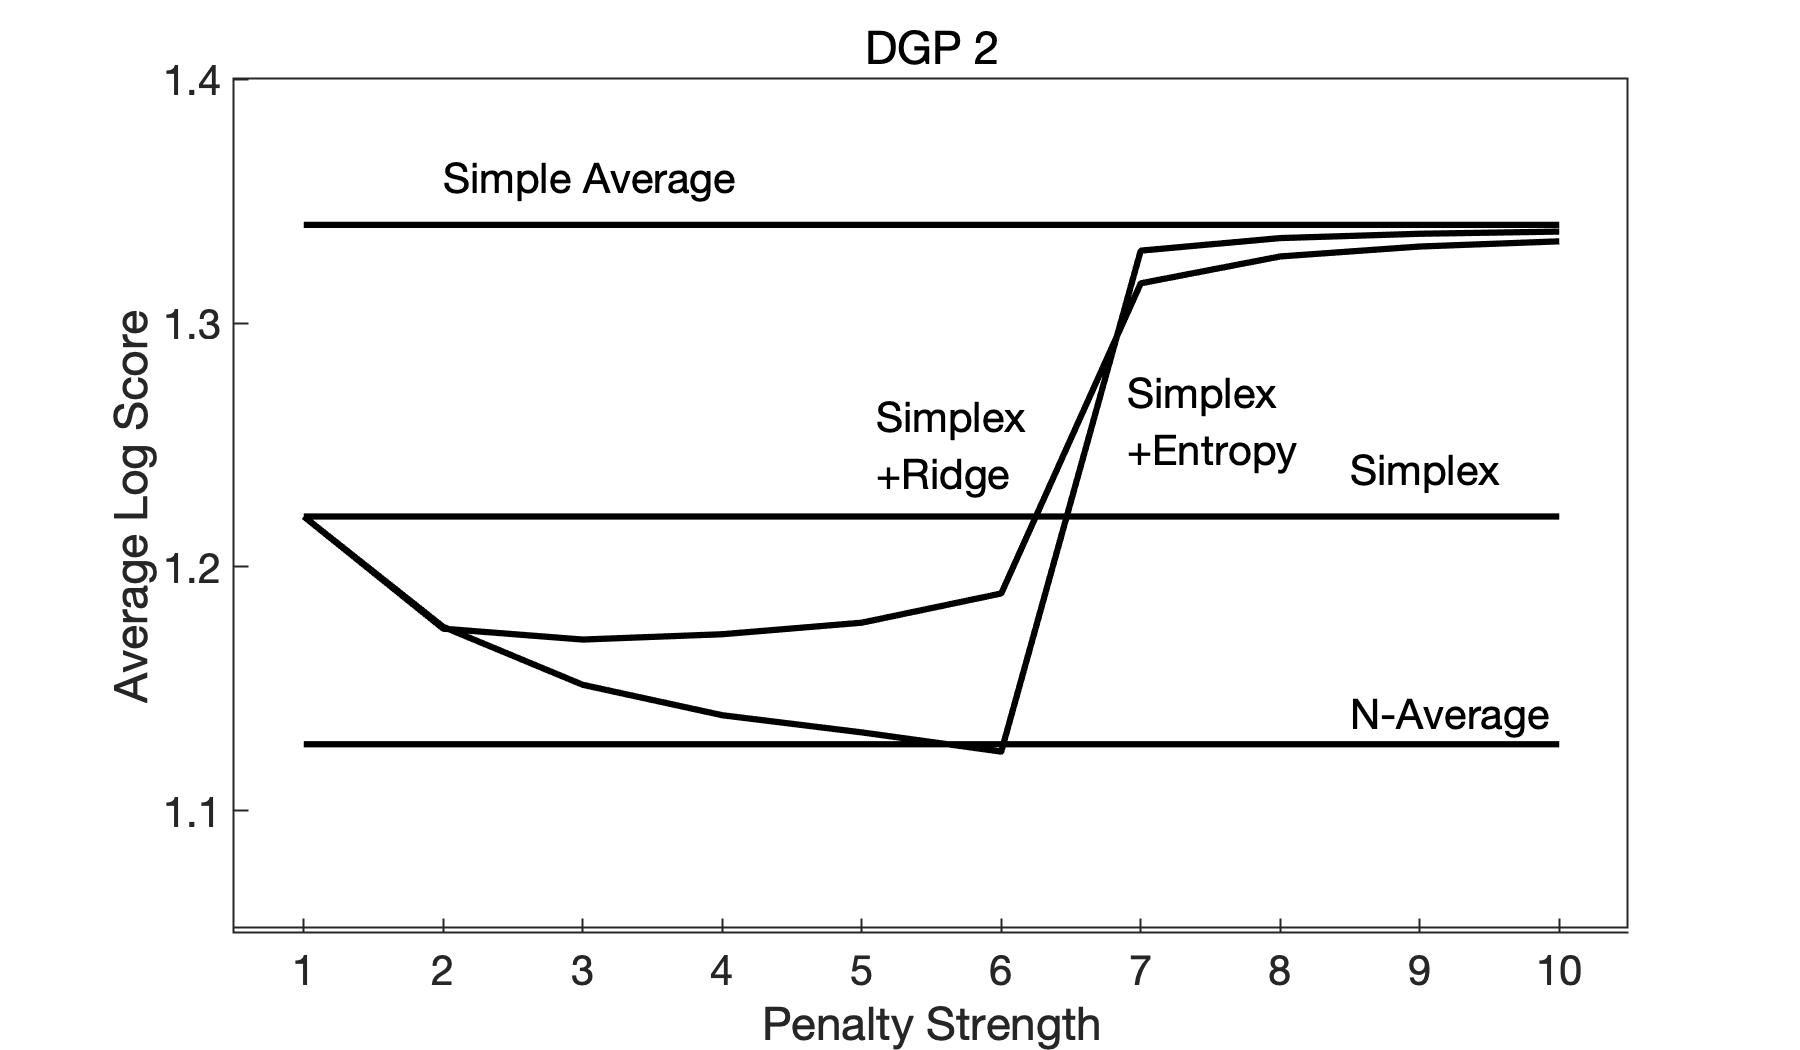 DGP 2
1.4
Simple Average
1.3
Simplex
+Ridge
Simplex
+Entropy
Simplex
1.2
N-Average
1.1
Average Log Score
1 2 3 4 5 6 7 8 9 10
Penalty Strength